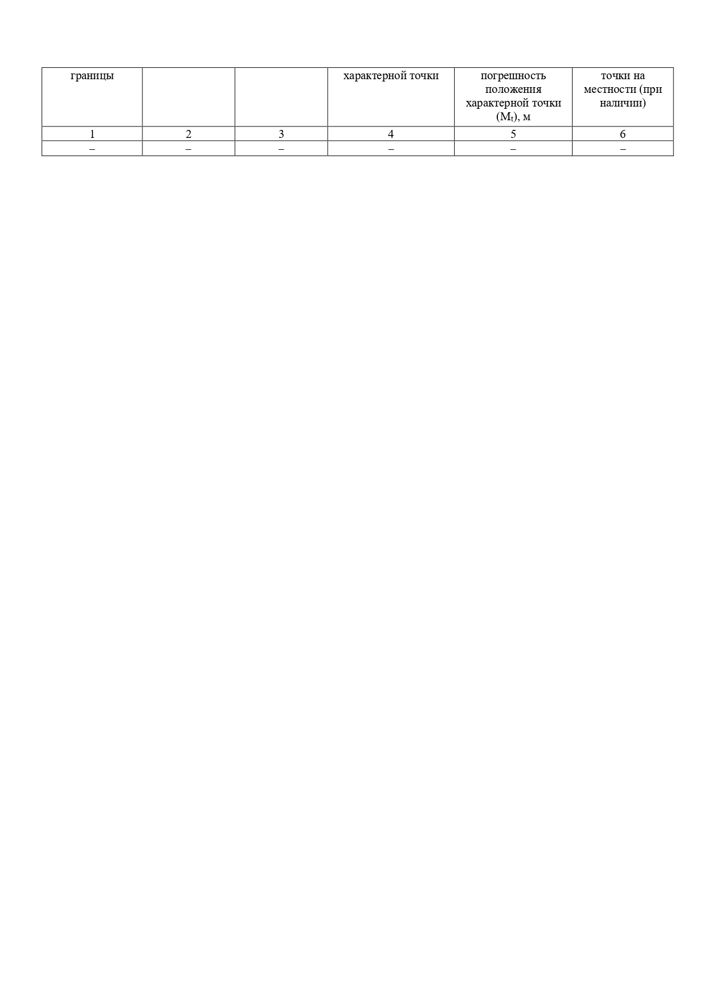 границы характерной точки погрешность точки на
положения местности (при
характерной точки наличии)
(Mt), м
1 2 3 4 5 6
– – – – – –